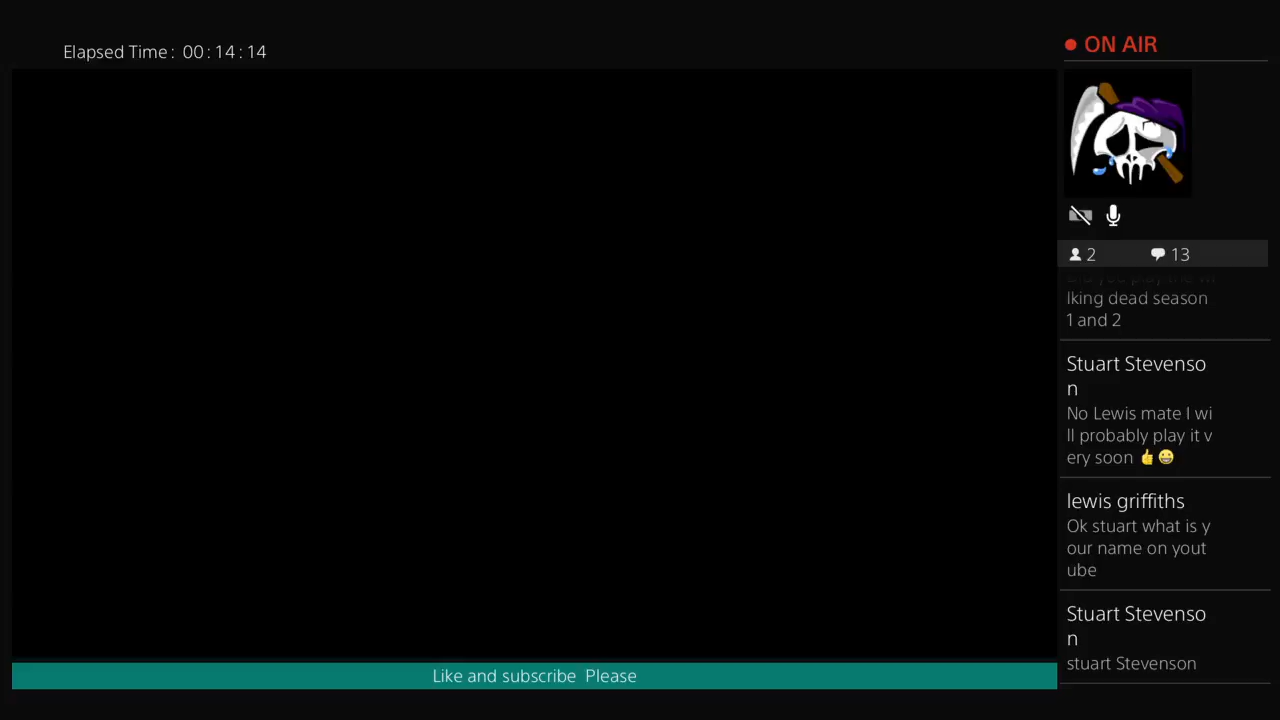 Elapsed Time: 00:14:14
ON AIR
2 13
lking dead season
1 and 2
Stuart Stevenso
n
No Lewis mate I wi
ll probably play it v
ery soon 👍😀
lewis griffiths
Ok stuart what is y
our name on yout
ube
Stuart Stevenso
n
stuart Stevenson
Like and subscribe Please